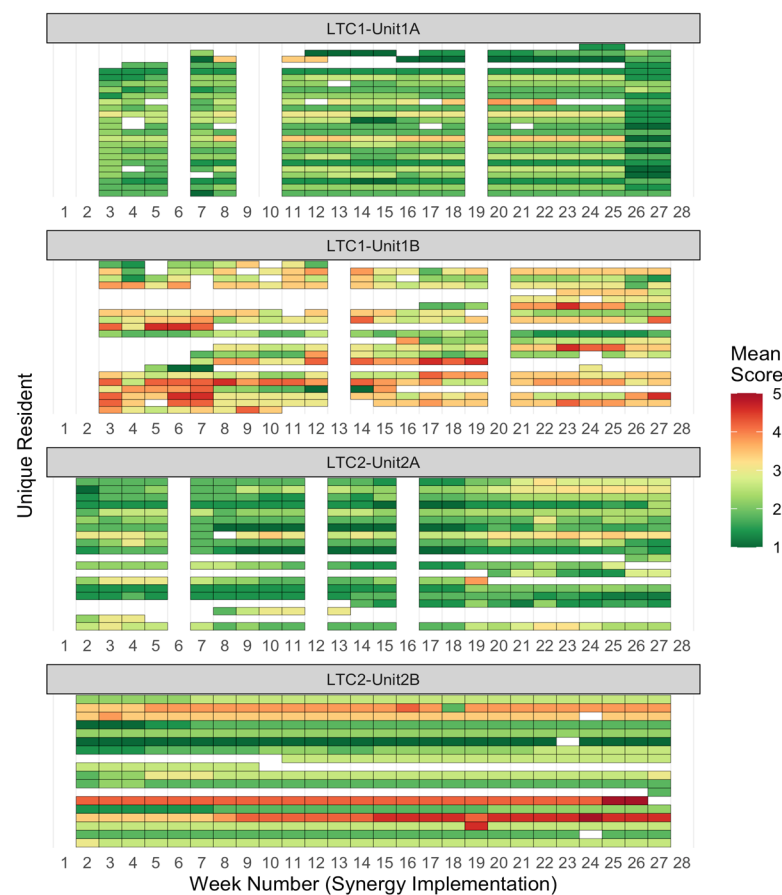 LTC1-Unit1A
1 2 3 4 5 6 7 8 9 10 11 12 13 14 15 16 17 18 19 20 21 22 23 24 25 26 27 28
LTC1-Unit1B
1 2 3 4 5 6 7 8 9 10 11 12 13 14 15 16 17 18 19 20 21 22 23 24 25 26 27 28
Unique Resident
Mean
Score
5
4
3
2
1
LTC2-Unit2A
1 2 3 4 5 6 7 8 9 10 11 12 13 14 15 16 17 18 19 20 21 22 23 24 25 26 27 28
LTC2-Unit2B
1 2 3 4 5 6 7 8 9 10 11 12 13 14 15 16 17 18 19 20 21 22 23 24 25 26 27 28
Week Number (Synergy Implementation)